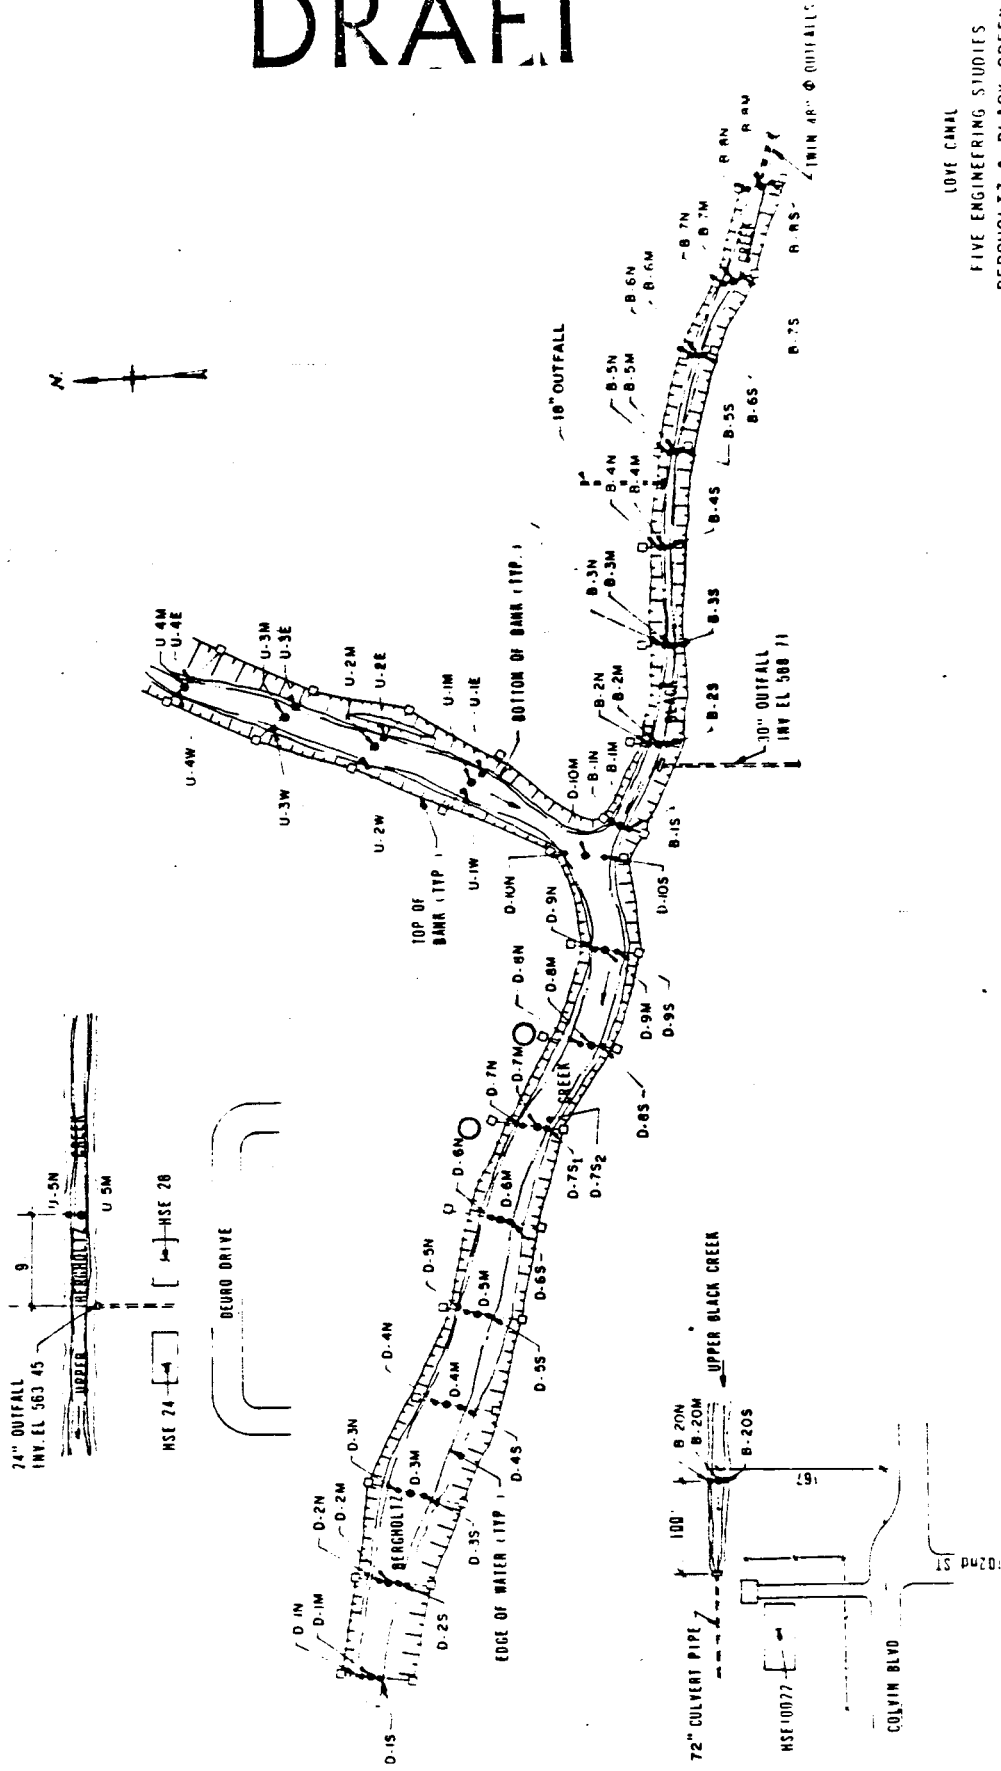 DRAFT
LOVE CANAL
FIVE ENGINEERING STUDIES
TWIN 48" Φ OUTFALLS
24" OUTFALL
INV. EL 563 45
9
U-5N
U 5M
UPPER
BERGHOLTZ
CREEK
HSE 24
HSE 28
DEURO DRIVE
N
U 4M
U-4E
U-4W
U-3M
U-3E
U-3W
U-2M
U-2E
U-2W
U-1M
U-1E
U-1W
TOP OF
BANK (TYP )
BOTTOM OF BANK (TYP. )
18" OUTFALL
30" OUTFALL
INV EL 568 71
D 1N
D-1M
D-1S
D-2N
D-2M
D-2S
D-3N
D-3M
D-3S
D-4N
D-4M
D-4S
D-5N
D-5M
D-5S
D-6N
D-6M
D-6S
D-7N
D-7M
D-7S1
D-7S2
D-8N
D-8M
D-8S
D-9N
D-9M
D-9S
D-10N
D-10M
D-10S
BERGHOLTZ
CREEK
EDGE OF WATER (TYP )
B-1N
B-1M
B-1S
B-2N
B-2M
B-2S
B-3N
B-3M
B-3S
B-4N
B-4M
B-4S
B-5N
B-5M
B-5S
B-6N
B-6M
B-6S
B 7N
B 7M
B-7S
B 8N
B 8M
B-8S
BLACK
CREEK
72" CULVERT PIPE
100'
B 20N
B-20M
B-20S
UPPER BLACK CREEK
HSE 10077
COLVIN BLVD
102nd ST